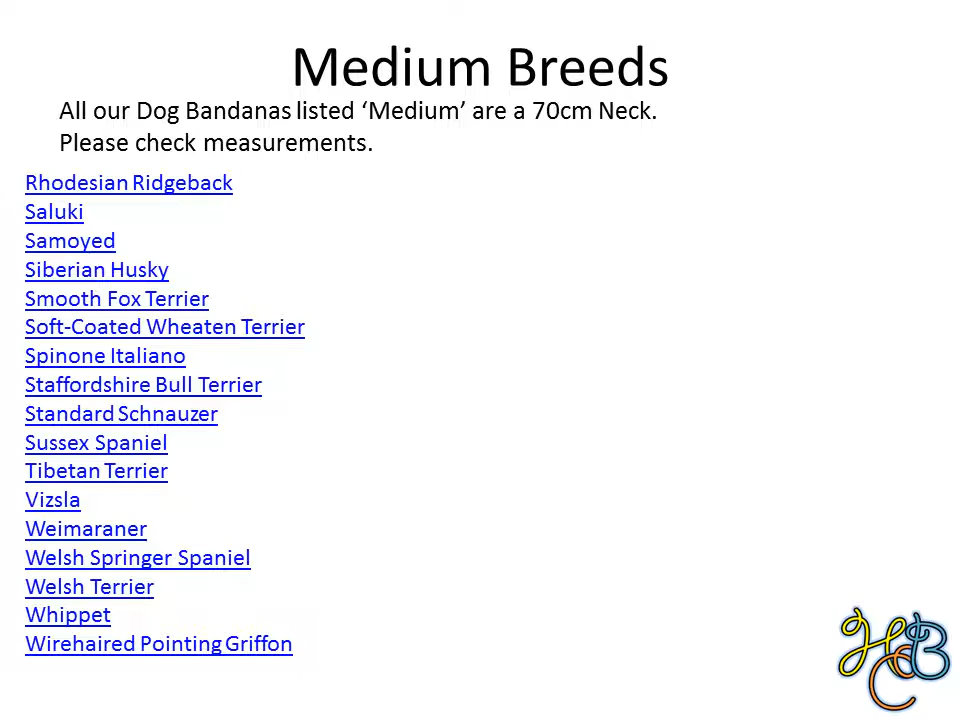 Medium Breeds
All our Dog Bandanas listed ‘Medium’ are a 70cm Neck.
Please check measurements.
Rhodesian Ridgeback
Saluki
Samoyed
Siberian Husky
Smooth Fox Terrier
Soft-Coated Wheaten Terrier
Spinone Italiano
Staffordshire Bull Terrier
Standard Schnauzer
Sussex Spaniel
Tibetan Terrier
Vizsla
Weimaraner
Welsh Springer Spaniel
Welsh Terrier
Whippet
Wirehaired Pointing Griffon
HCB